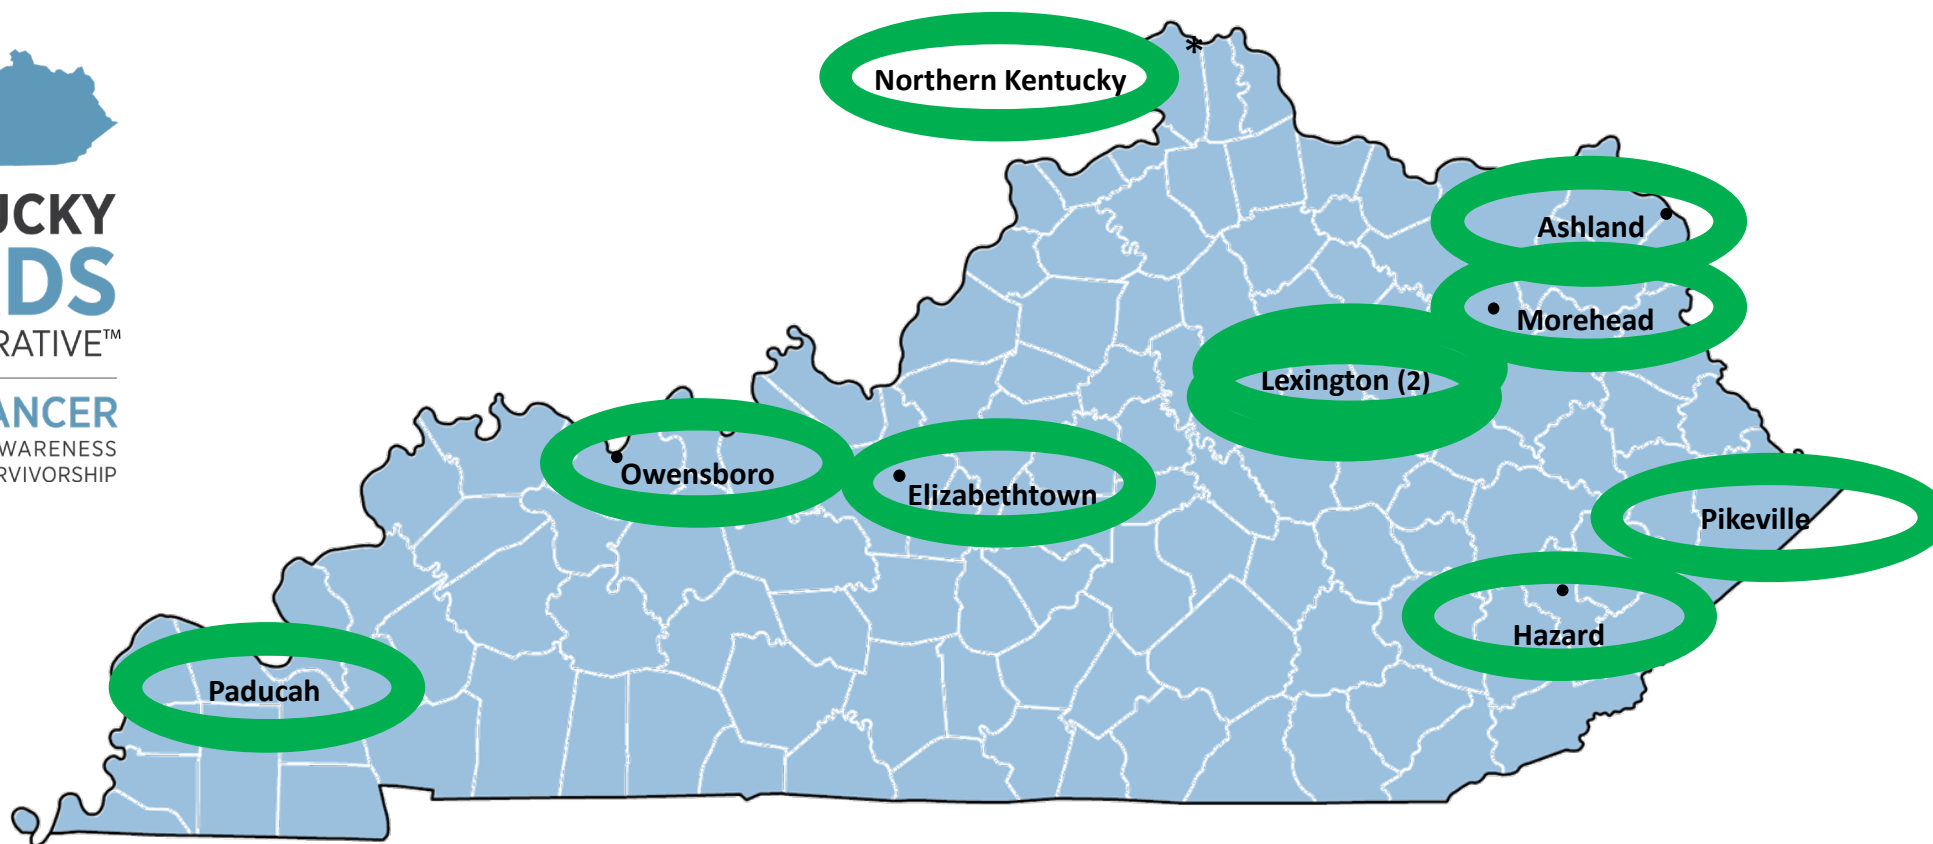 *
Northern Kentucky
UCKY
DS
RATIVE™
ANCER
WARENESS
RVIVORSHIP
Ashland
Morehead
Lexington (2)
Owensboro
Elizabethtown
Pikeville
Hazard
Paducah